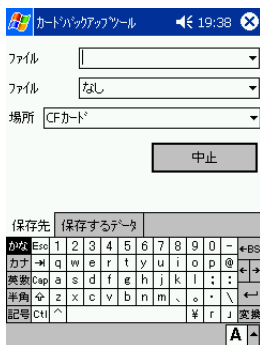 カードバックアップツール 19:38
ファイル
ファイル なし
場所 CFカード
中止
保存先 保存するデータ
かな Esc 1 2 3 4 5 6 7 8 9 0 - ←BS
カナ →| q w e r t y u i o p @
英数 Cap a s d f g h j k l ; : ← →
半角 z x c v b n m 、 。 ・ \ ↵
記号 Ctl ^ ¥ ｢ ｣ 変換
A